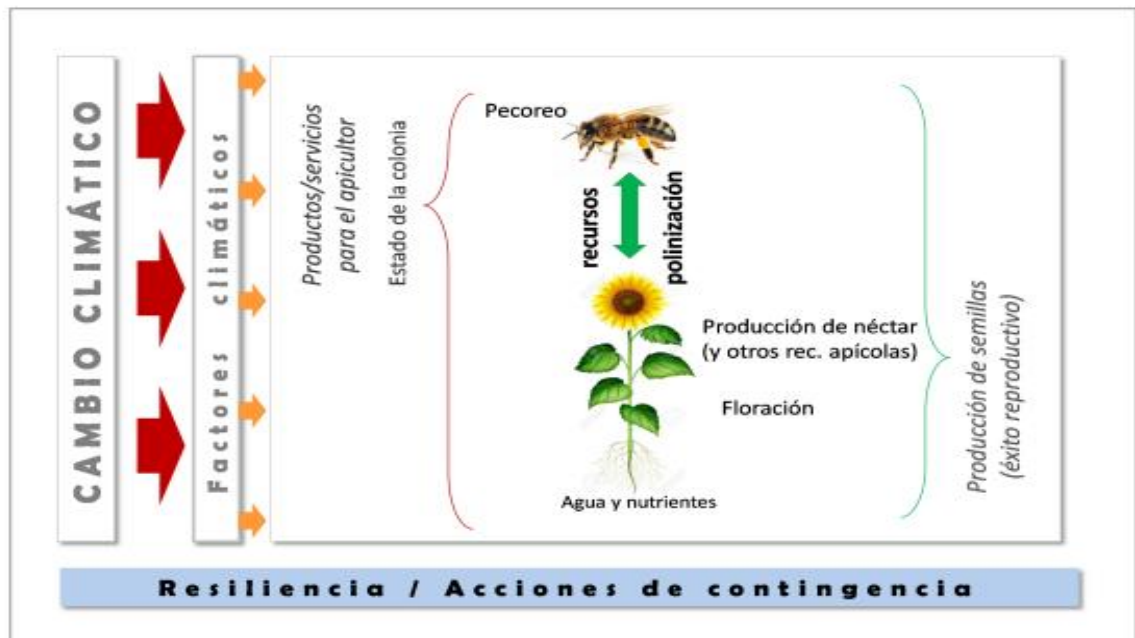 CAMBIO CLIMÁTICO
Factores climáticos
Productos/servicios
para el apicultor
Estado de la colonia
Pecoreo
recursos
polinización
Producción de néctar
(y otros rec. apícolas)
Floración
Agua y nutrientes
Producción de semillas
(éxito reproductivo)
Resiliencia / Acciones de contingencia